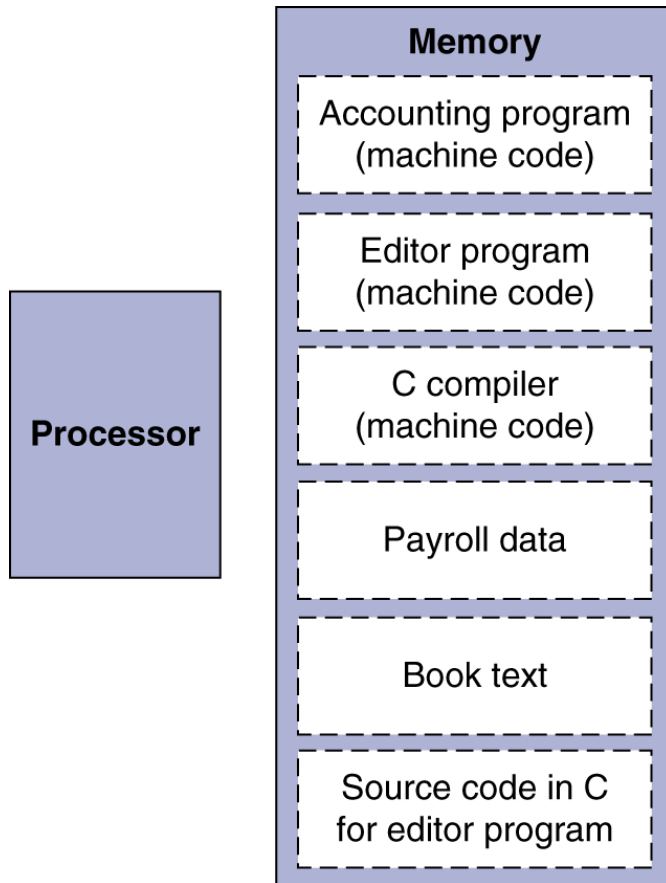 Memory
Accounting program
(machine code)
Editor program
(machine code)
C compiler
(machine code)
Processor
Payroll data
Book text
Source code in C
for editor program